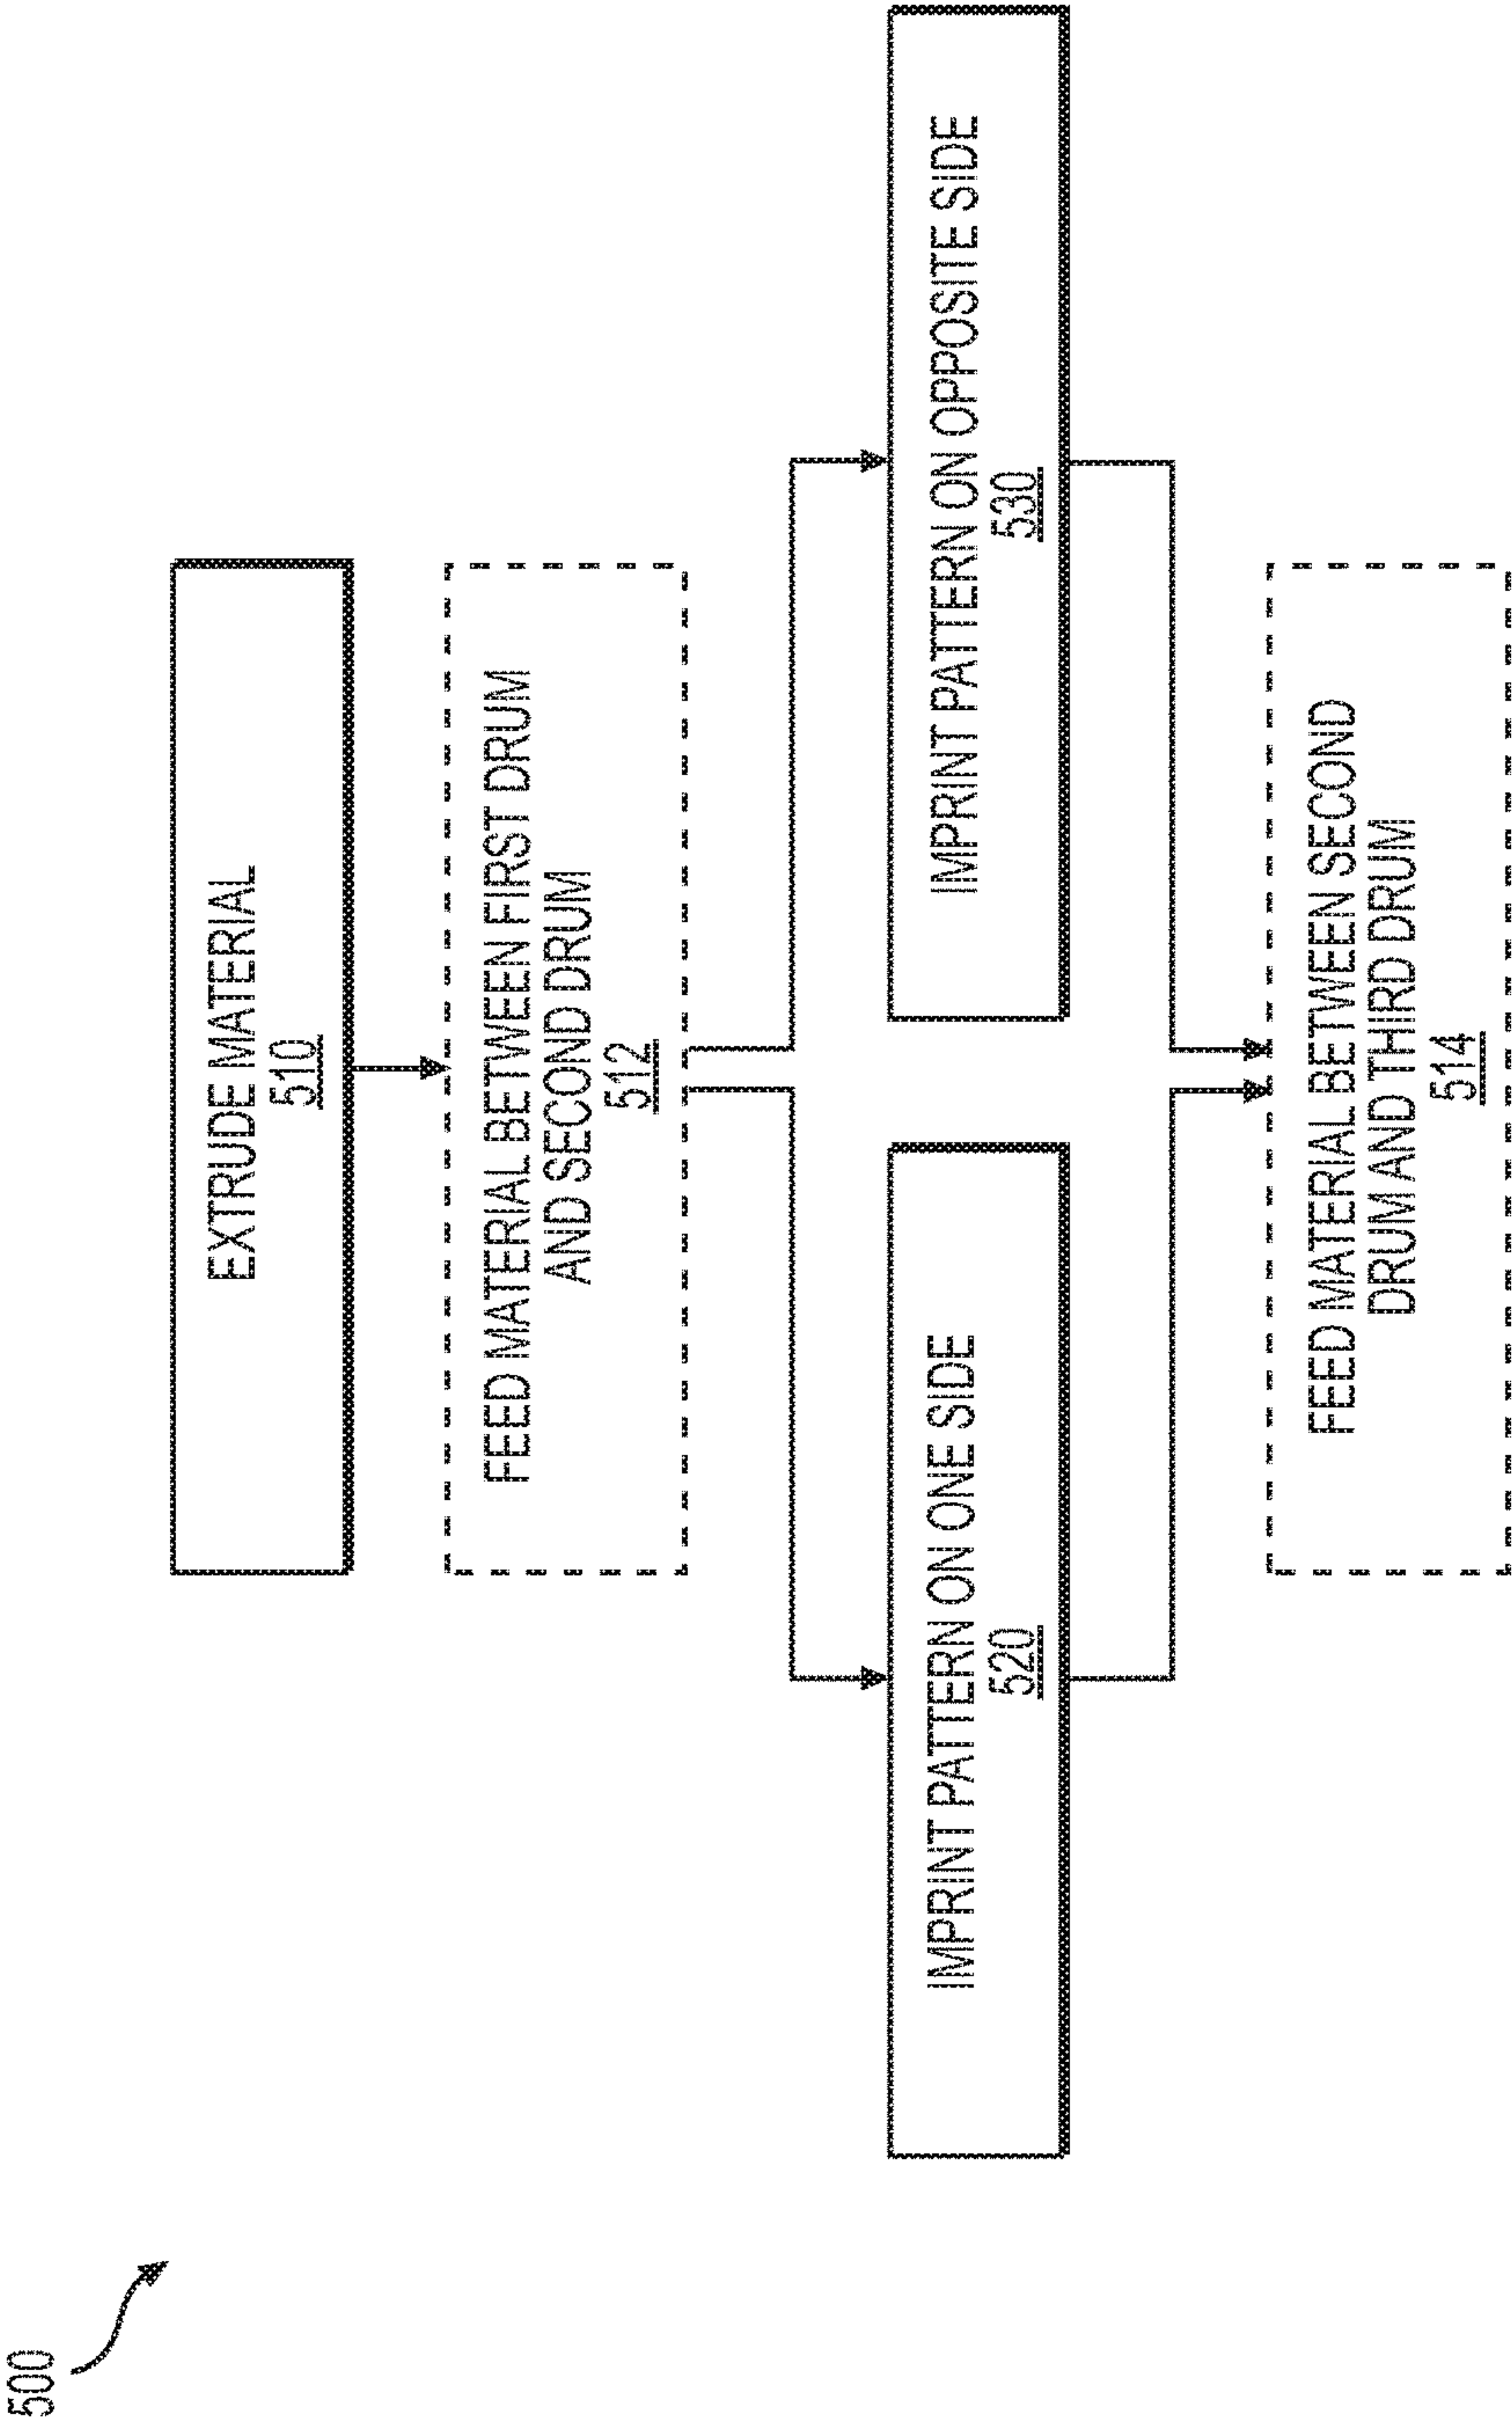 500
EXTRUDE MATERIAL
510
FEED MATERIAL BETWEEN FIRST DRUM
AND SECOND DRUM
512
IMPRINT PATTERN ON ONE SIDE
520
IMPRINT PATTERN ON OPPOSITE SIDE
530
FEED MATERIAL BETWEEN SECOND
DRUM AND THIRD DRUM
514